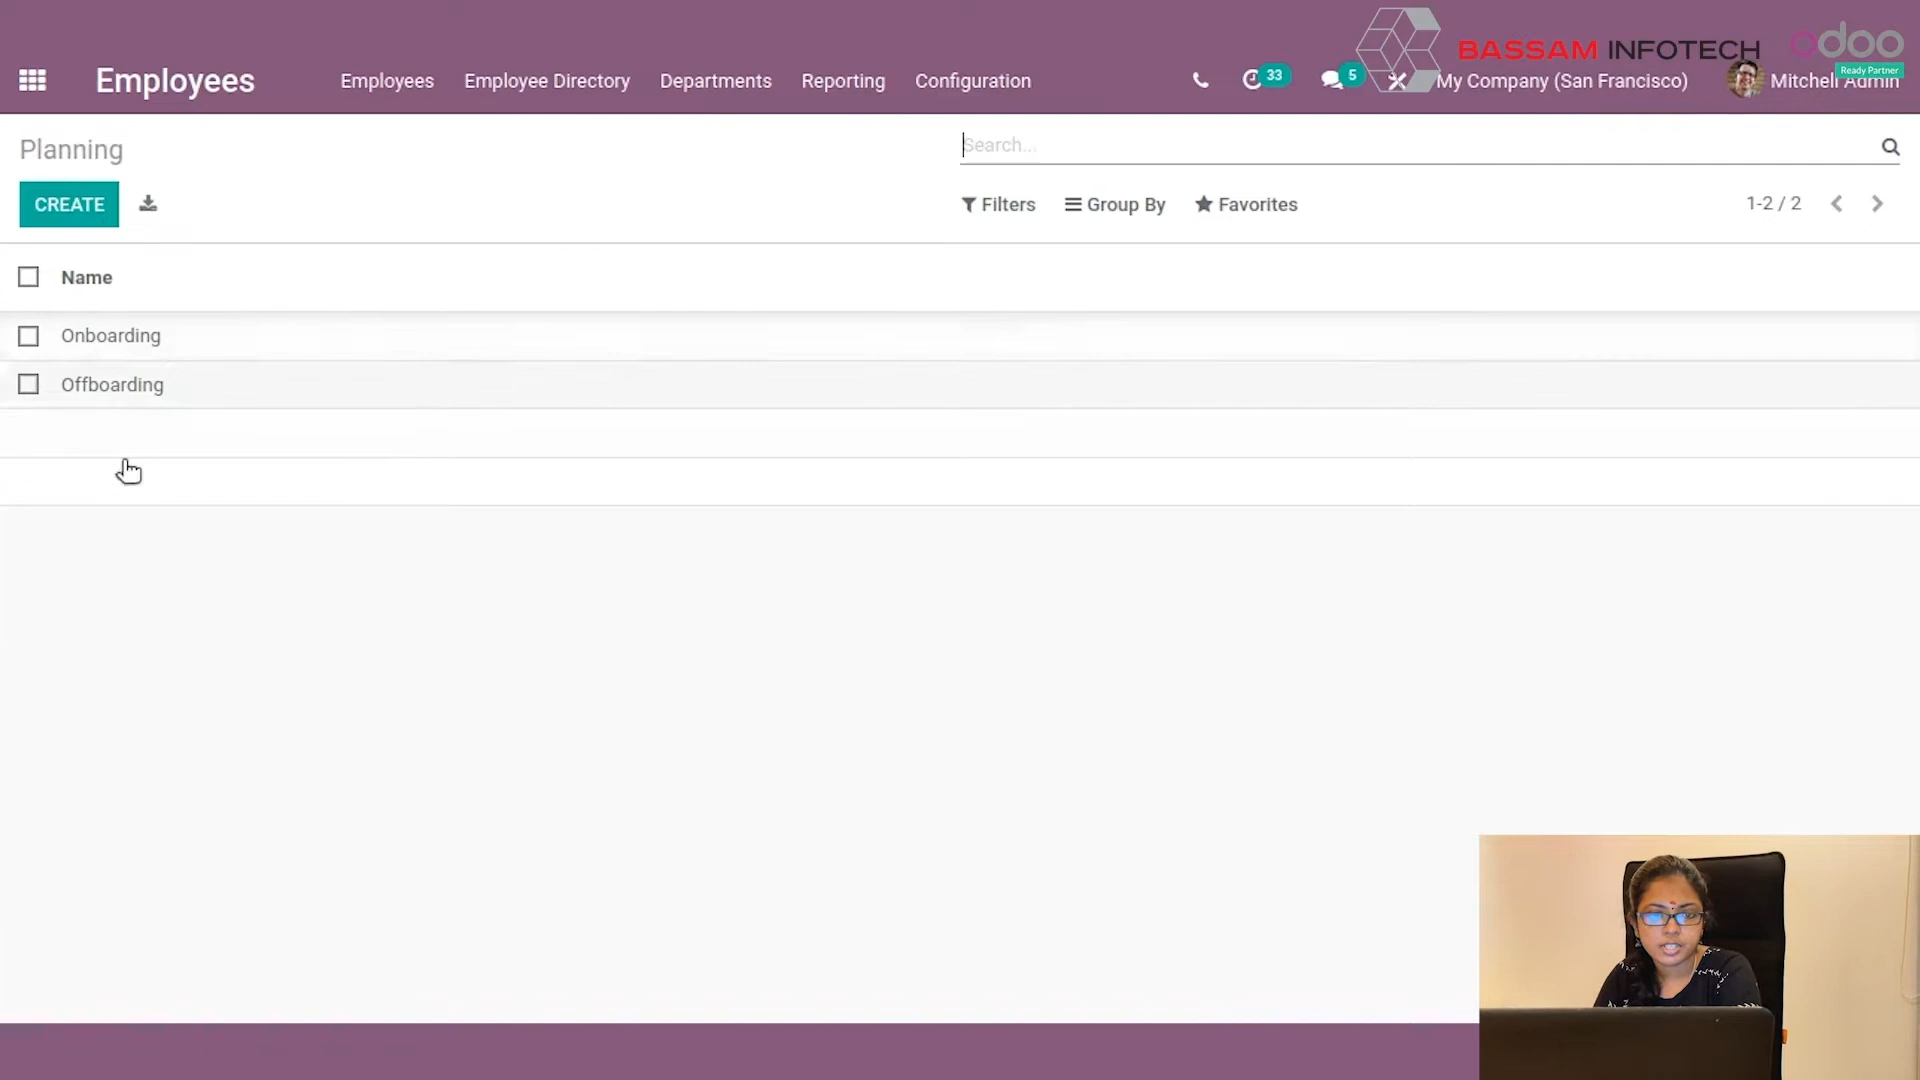 BASSAM INFOTECH
odoo
Ready Partner
Employees
Employees
Employee Directory
Departments
Reporting
Configuration
33
5
My Company (San Francisco)
Mitchell Admin
Planning
Search...
CREATE
Filters
Group By
Favorites
1-2 / 2
Name
Onboarding
Offboarding